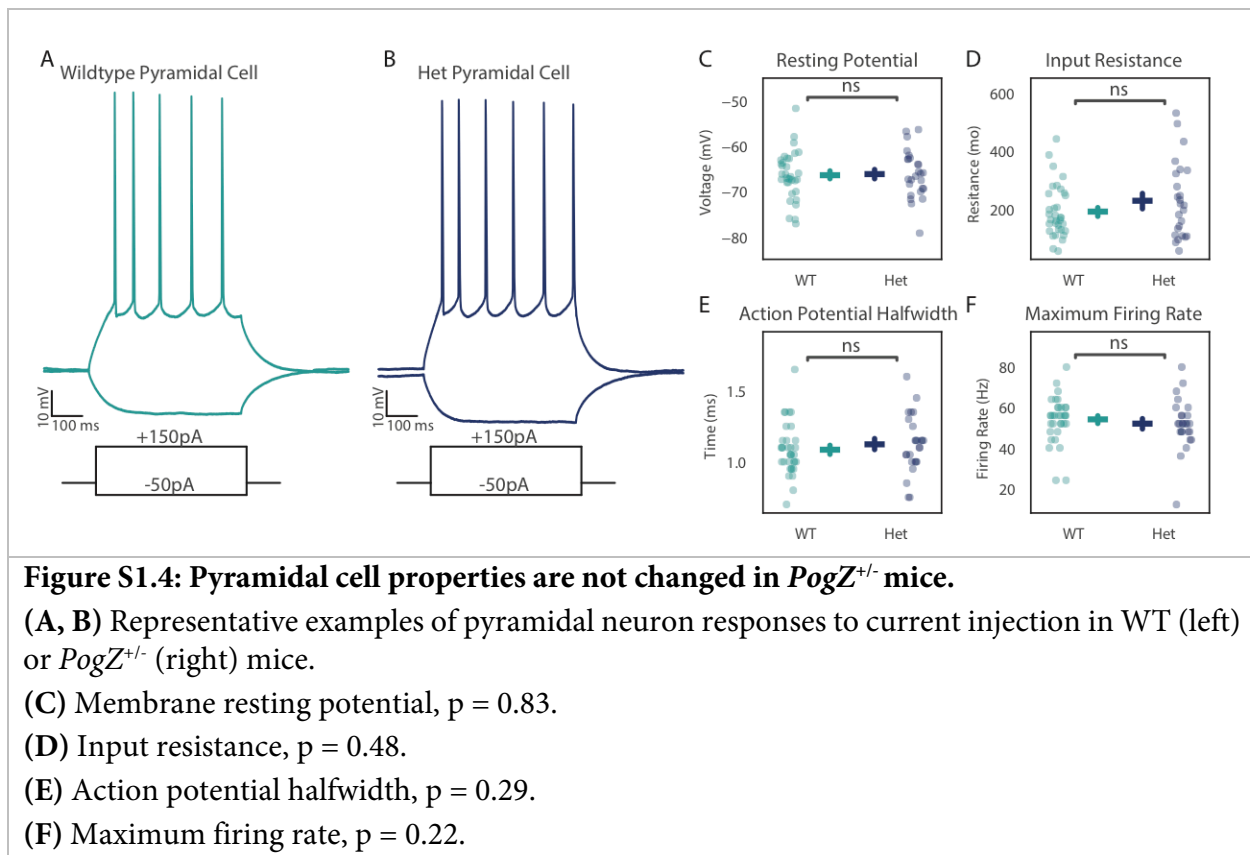 A
Wildtype Pyramidal Cell
10 mV
100 ms
+150pA
-50pA
B
Het Pyramidal Cell
10 mV
100 ms
+150pA
-50pA
C
Resting Potential
ns
Voltage (mV)
−50
−60
−70
−80
WT Het
D
Input Resistance
ns
Resitance (mo)
600
400
200
WT Het
E
Action Potential Halfwidth
ns
Time (ms)
1.5
1.0
WT Het
F
Maximum Firing Rate
ns
Firing Rate (Hz)
80
60
40
20
WT Het
Figure S1.4: Pyramidal cell properties are not changed in PogZ+/- mice.
(A, B) Representative examples of pyramidal neuron responses to current injection in WT (left)
or PogZ+/- (right) mice.
(C) Membrane resting potential, p = 0.83.
(D) Input resistance, p = 0.48.
(E) Action potential halfwidth, p = 0.29.
(F) Maximum firing rate, p = 0.22.